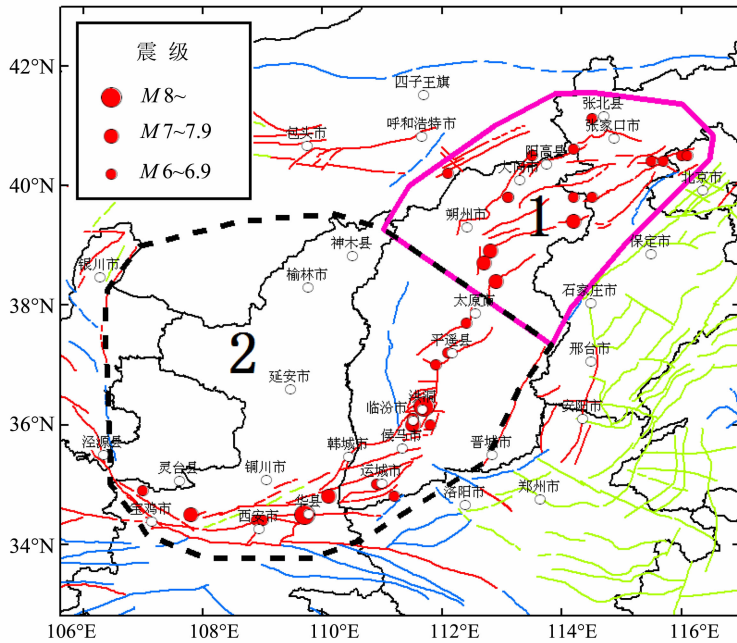 震 级
M 8~
M 7~7.9
M 6~6.9
42°N
40°N
38°N
36°N
34°N
106°E
108°E
110°E
112°E
114°E
116°E
四子王旗
呼和浩特市
包头市
张北县
张家口市
阳高县
大同市
北京市
朔州市
1
保定市
神木县
银川市
榆林市
石家庄市
太原市
2
平遥县
邢台市
延安市
洪洞
临汾市
安阳市
侯马市
泾源县
韩城市
晋城市
灵台县
铜川市
运城市
洛阳市
郑州市
宝鸡市
华县
西安市